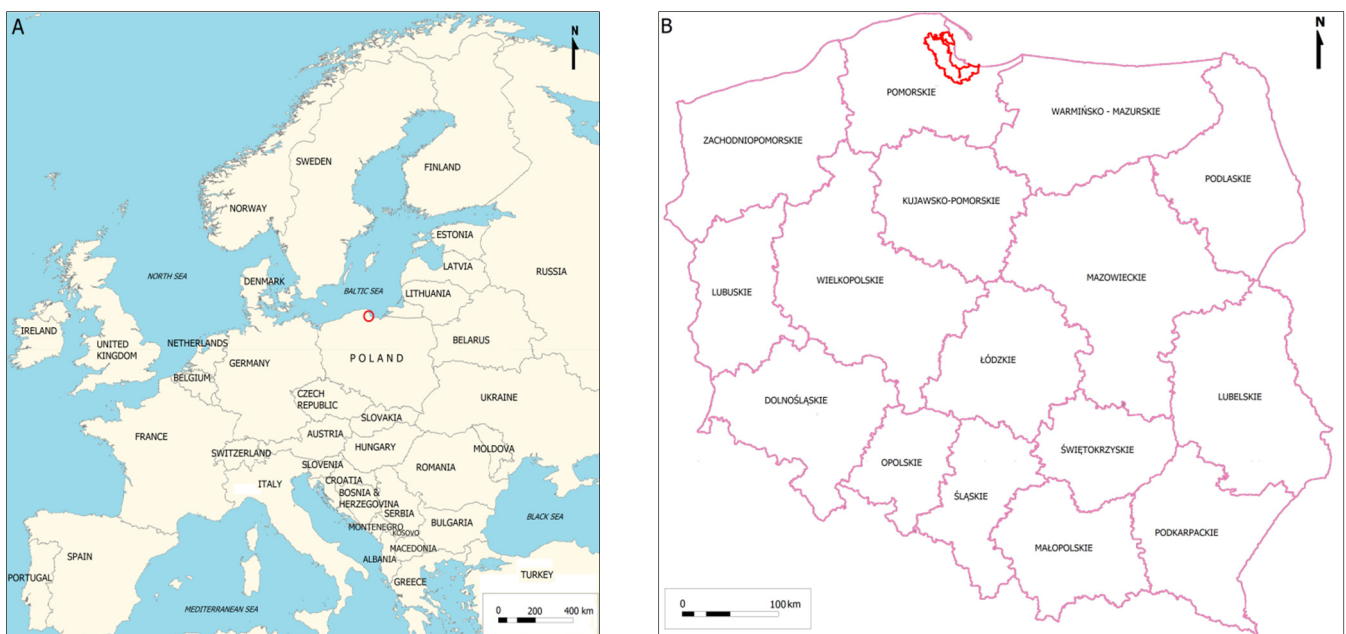 A
N
SWEDEN
FINLAND
NORWAY
ESTONIA
NORTH SEA
LATVIA
RUSSIA
DENMARK
BALTIC SEA
LITHUANIA
IRELAND
UNITED
KINGDOM
NETHERLANDS
BELARUS
POLAND
GERMANY
BELGIUM
CZECH
REPUBLIC
UKRAINE
SLOVAKIA
FRANCE
AUSTRIA
SWITZERLAND
HUNGARY
MOLDOVA
SLOVENIA
ROMANIA
ITALY
CROATIA
BOSNIA &
HERZEGOVINA
SERBIA
BULGARIA
BLACK SEA
MONTENEGRO
KOSOVO
MACEDONIA
SPAIN
ALBANIA
PORTUGAL
GREECE
TURKEY
MEDITERRANEAN SEA
0 200 400 km
B
N
POMORSKIE
WARMIŃSKO - MAZURSKIE
ZACHODNIOPOMORSKIE
PODLASKIE
KUJAWSKO-POMORSKIE
MAZOWIECKIE
WIELKOPOLSKIE
LUBUSKIE
ŁÓDZKIE
DOLNOŚLĄSKIE
LUBELSKIE
ŚWIĘTOKRZYSKIE
OPOLSKIE
ŚLĄSKIE
PODKARPACKIE
MAŁOPOLSKIE
0 100 km